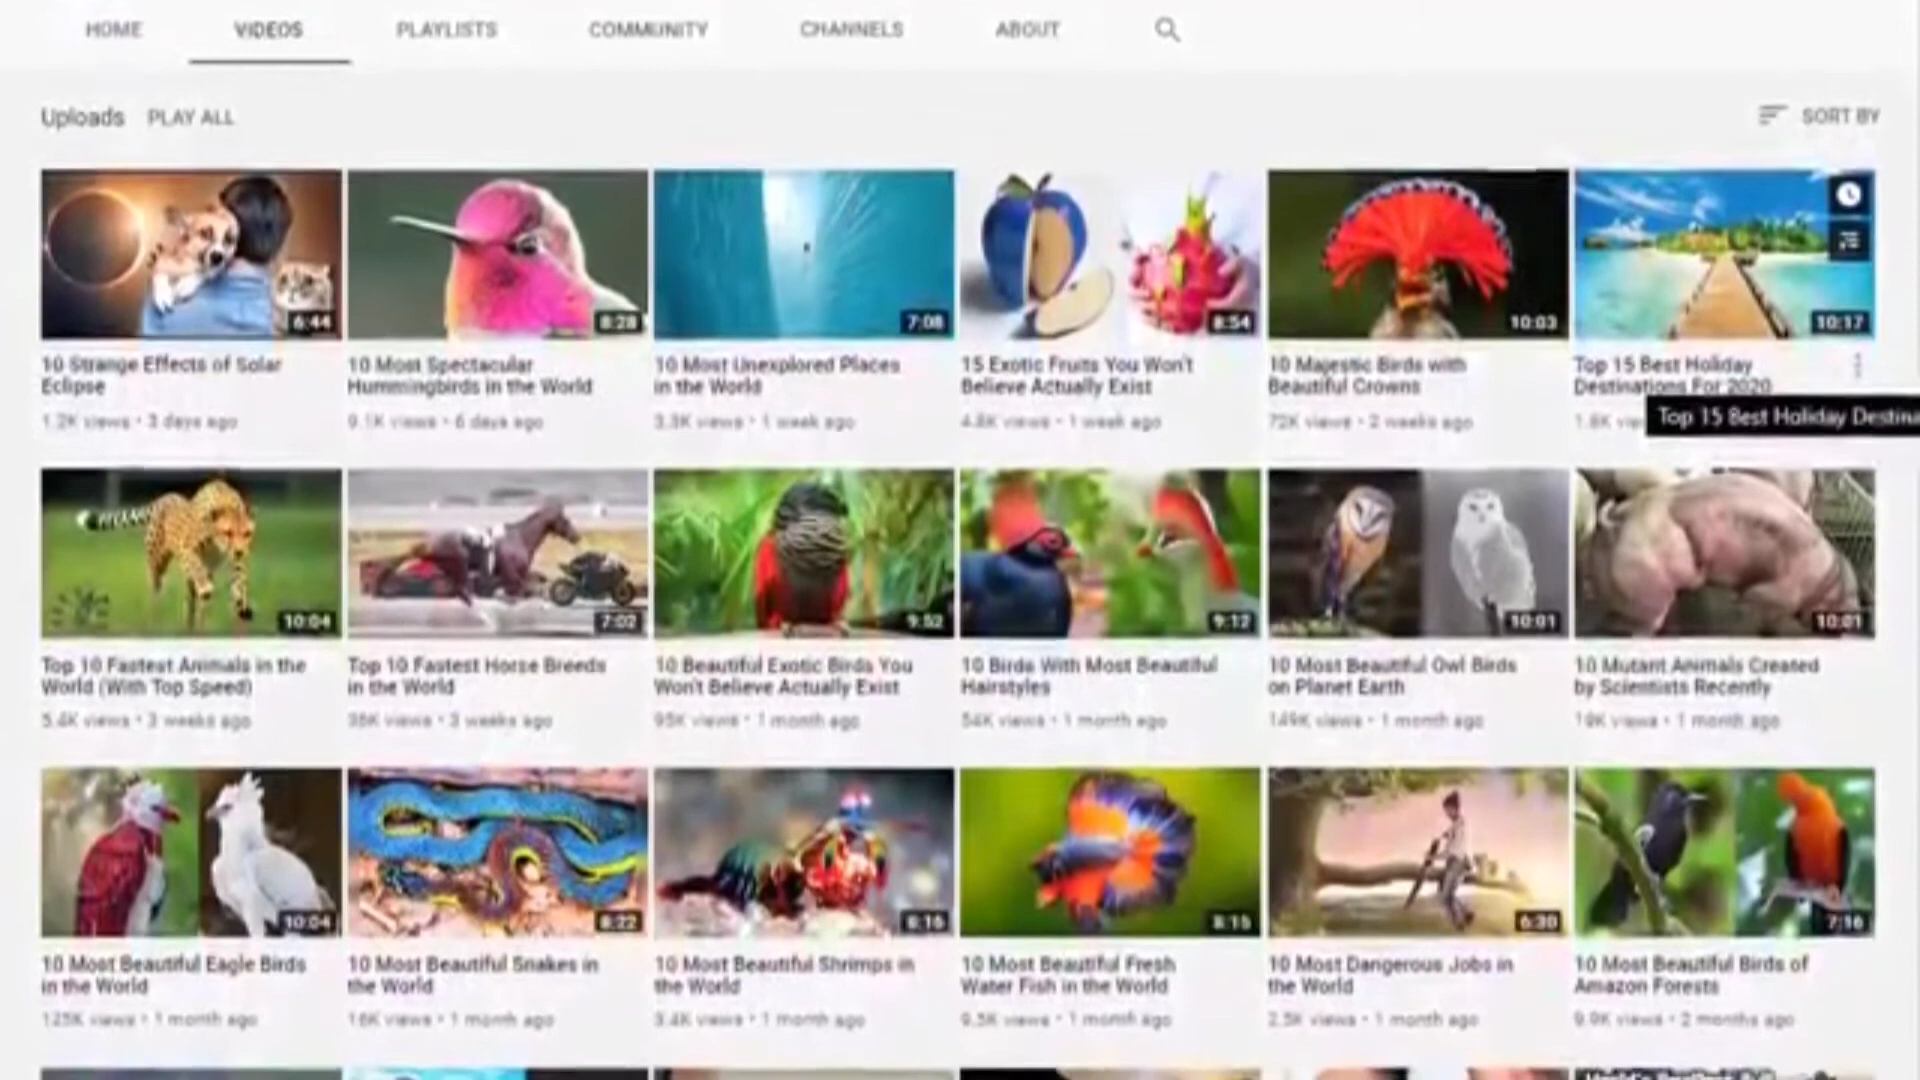 HOME VIDEOS PLAYLISTS COMMUNITY CHANNELS ABOUT
Uploads PLAY ALL SORT BY
6:44 8:28 7:08 8:54 10:03 10:17
10 Strange Effects of Solar
Eclipse
1.2K views • 3 days ago
10 Most Spectacular
Hummingbirds in the World
9.1K views • 6 days ago
10 Most Unexplored Places
in the World
3.3K views • 1 week ago
15 Exotic Fruits You Won't
Believe Actually Exist
4.8K views • 1 week ago
10 Majestic Birds with
Beautiful Crowns
72K views • 2 weeks ago
Top 15 Best Holiday
Destinations For 2020
Top 15 Best Holiday Destina
10:04 7:02 9:52 9:12 10:01 10:01
Top 10 Fastest Animals in the
World (With Top Speed)
5.4K views • 3 weeks ago
Top 10 Fastest Horse Breeds
in the World
views • 3 weeks ago
10 Beautiful Exotic Birds You
Won't Believe Actually Exist
95K views • 1 month ago
10 Birds With Most Beautiful
Hairstyles
54K views • 1 month ago
10 Most Beautiful Owl Birds
on Planet Earth
149K views • 1 month ago
10 Mutant Animals Created
by Scientists Recently
views • 1 month ago
10:04 8:22 8:16 8:15 6:30 7:16
10 Most Beautiful Eagle Birds
in the World
125K views • 1 month ago
10 Most Beautiful Snakes in
the World
16K views • 1 month ago
10 Most Beautiful Shrimps in
the World
3.4K views • 1 month ago
10 Most Beautiful Fresh
Water Fish in the World
9.5K views • 1 month ago
10 Most Dangerous Jobs in
the World
2.5K views • 1 month ago
10 Most Beautiful Birds of
Amazon Forests
9.9K views • 2 months ago